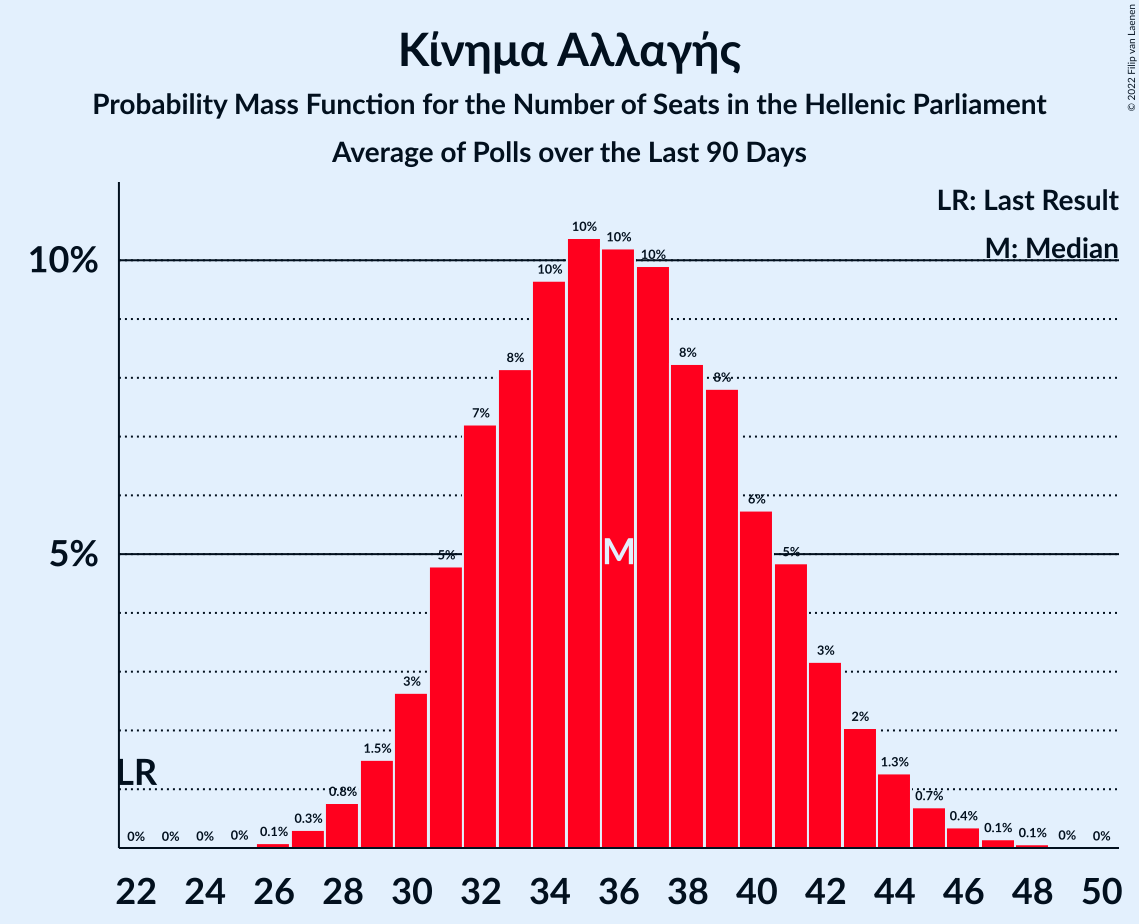 Κίνημα Αλλαγής
Probability Mass Function for the Number of Seats in the Hellenic Parliament
Average of Polls over the Last 90 Days
© 2022 Filip van Laenen
LR: Last Result
M: Median
10%
5%
LR
M
0% 0% 0% 0% 0.1% 0.3% 0.8% 1.5% 3% 5% 7% 8% 10% 10% 10% 10% 8% 8% 6% 5% 3% 2% 1.3% 0.7% 0.4% 0.1% 0.1% 0% 0%
22 24 26 28 30 32 34 36 38 40 42 44 46 48 50